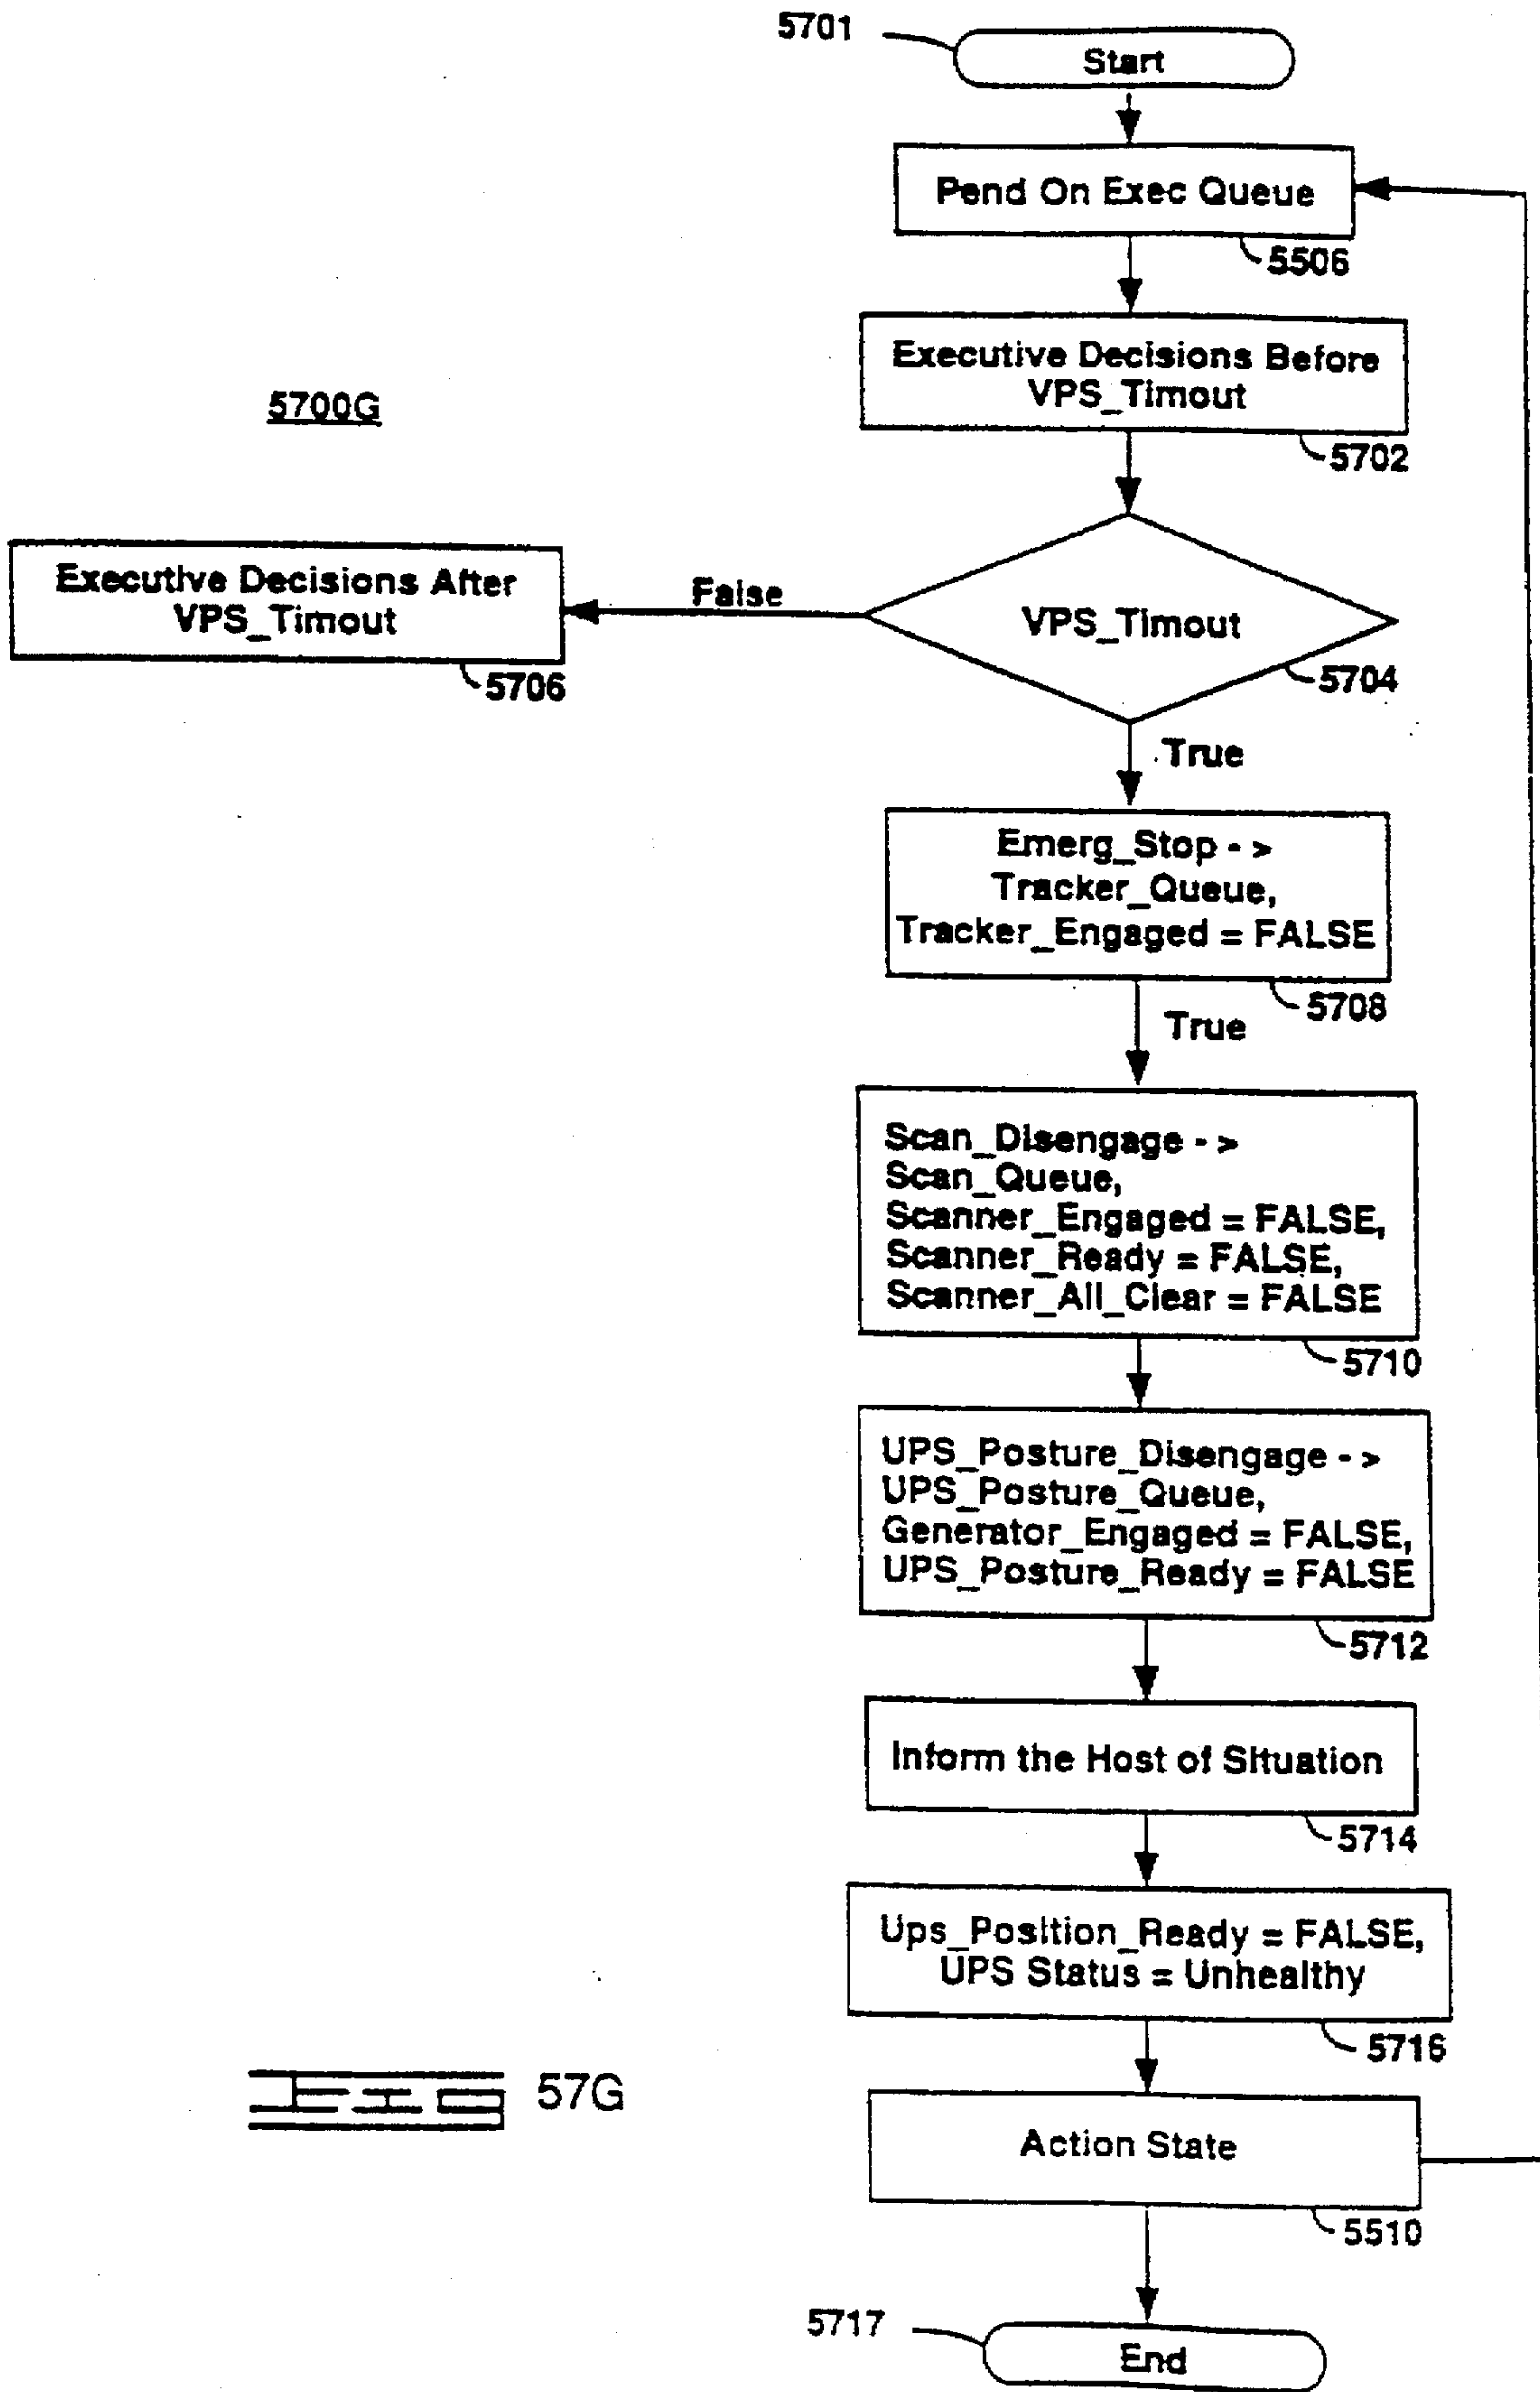 5701
Start
Pend On Exec Queue
5506
Executive Decisions Before
VPS_Timout
5702
5700G
Executive Decisions After
VPS_Timout
5706
False
VPS_Timout
5704
True
Emerg_Stop - >
Tracker_Queue,
Tracker_Engaged = FALSE
5708
True
Scan_Disengage - >
Scan_Queue,
Scanner_Engaged = FALSE,
Scanner_Ready = FALSE,
Scanner_All_Clear = FALSE
5710
UPS_Posture_Disengage - >
UPS_Posture_Queue,
Generator_Engaged = FALSE,
UPS_Posture_Ready = FALSE
5712
Inform the Host of Situation
5714
Ups_Position_Ready = FALSE,
UPS Status = Unhealthy
5716
FIG 57G
Action State
5510
5717
End